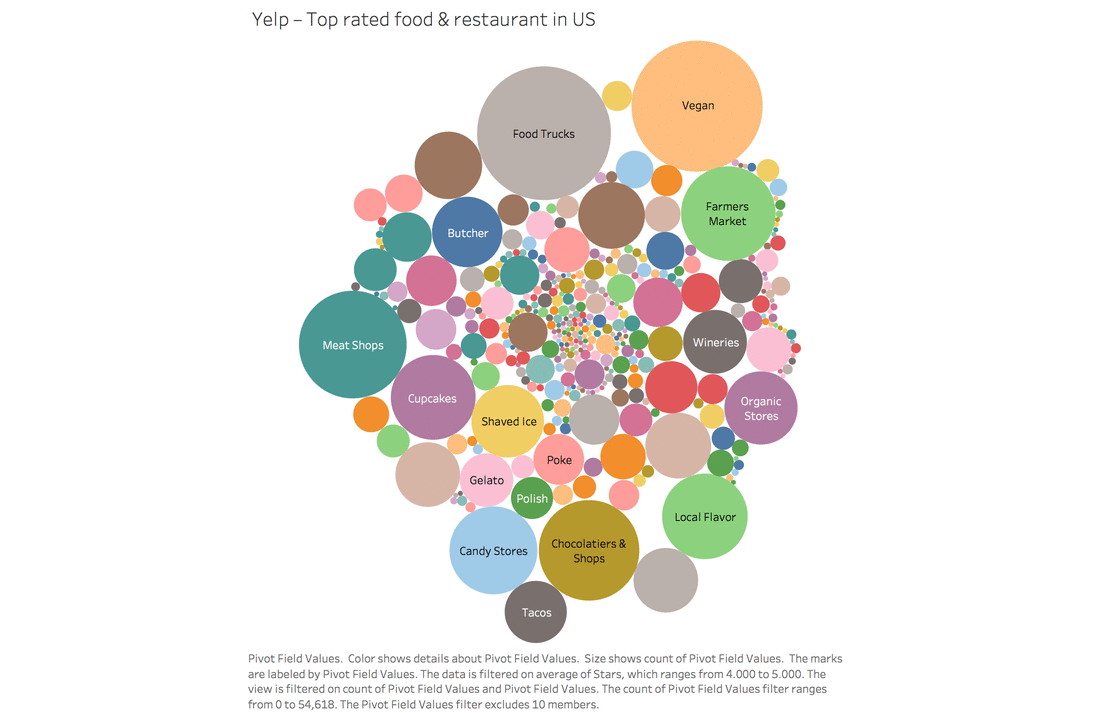 Yelp – Top rated food & restaurant in US
Vegan
Food Trucks
Farmers
Market
Butcher
Meat Shops
Wineries
Cupcakes
Organic
Stores
Shaved Ice
Poke
Gelato
Polish
Local Flavor
Candy Stores
Chocolatiers &
Shops
Tacos
Pivot Field Values. Color shows details about Pivot Field Values. Size shows count of Pivot Field Values. The marks
are labeled by Pivot Field Values. The data is filtered on average of Stars, which ranges from 4.000 to 5.000. The
view is filtered on count of Pivot Field Values and Pivot Field Values. The count of Pivot Field Values filter ranges
from 0 to 54,618. The Pivot Field Values filter excludes 10 members.